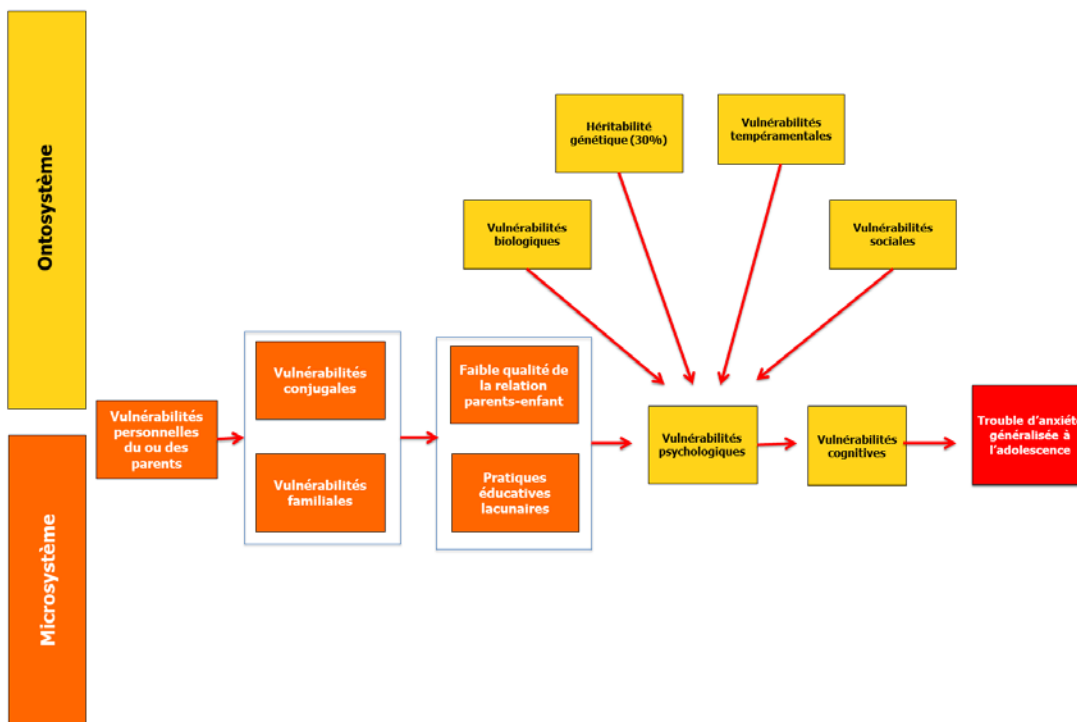 Ontosystème
Héritabilité
génétique (30%)
Vulnérabilités
tempéramentales
Vulnérabilités
biologiques
Vulnérabilités
sociales
Vulnérabilités
conjugales
Faible qualité de
la relation
parents-enfant
Vulnérabilités
personnelles
du ou des
parents
Vulnérabilités
familiales
Pratiques
éducatives
lacunaires
Vulnérabilités
psychologiques
Vulnérabilités
cognitives
Trouble d’anxiété
généralisée à
l’adolescence
Microsystème